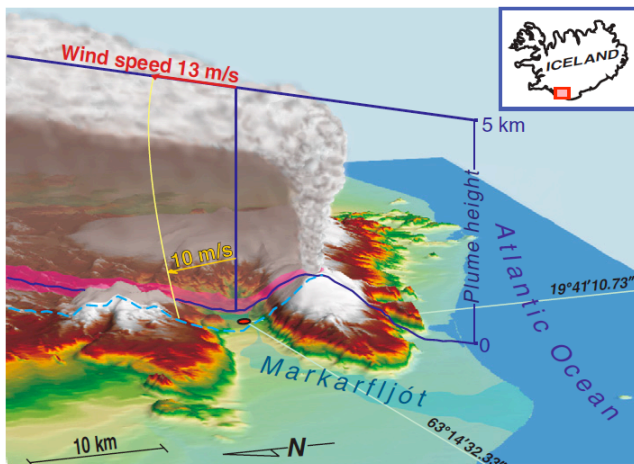 Wind speed 13 m/s
ICELAND
5 km
10 m/s
Plume height
Atlantic Ocean
19°41'10.73"
0
Markarfljót
63°14'32.33"
10 km
N